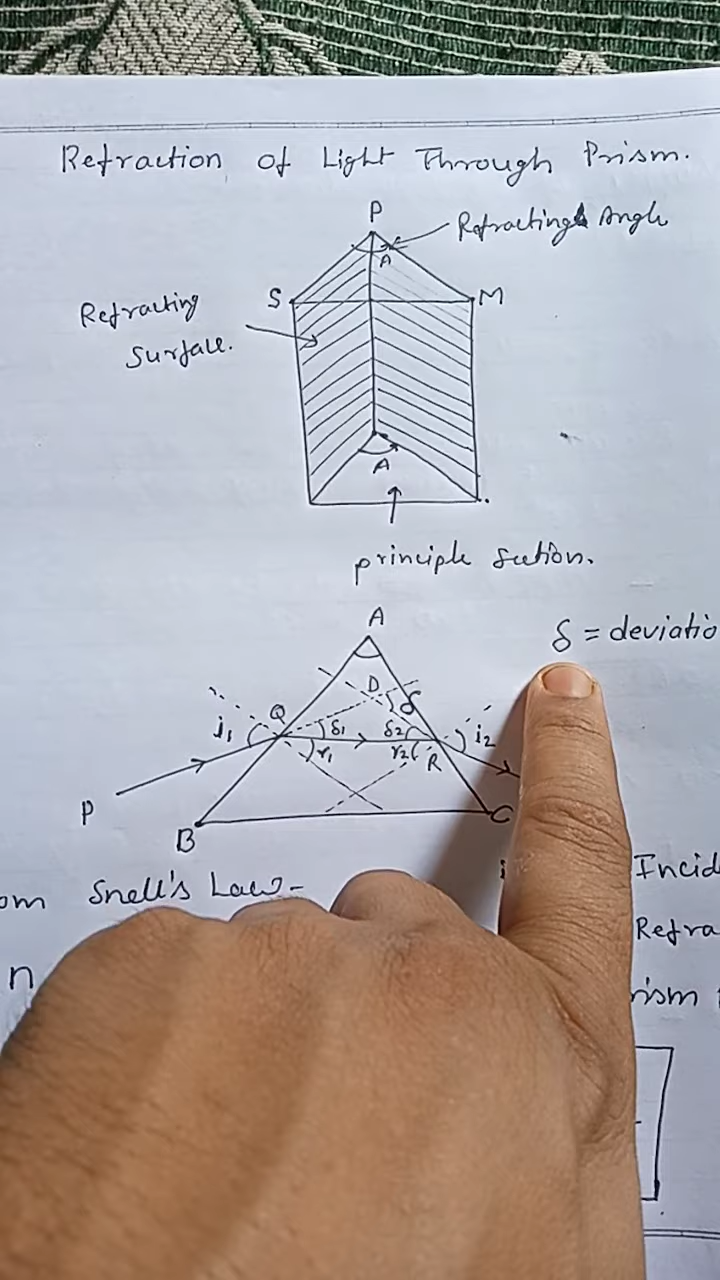 Refraction of Light Through Prism.
P
Refracting Angle
A
S
M
Refracting
Surface.
A
principle section.
A
δ = deviatio
D
δ
Q
i1
δ1
δ2
i2
r1
r2
R
P
B
C
Incid
om Snell's Law-
Refra
n
rism